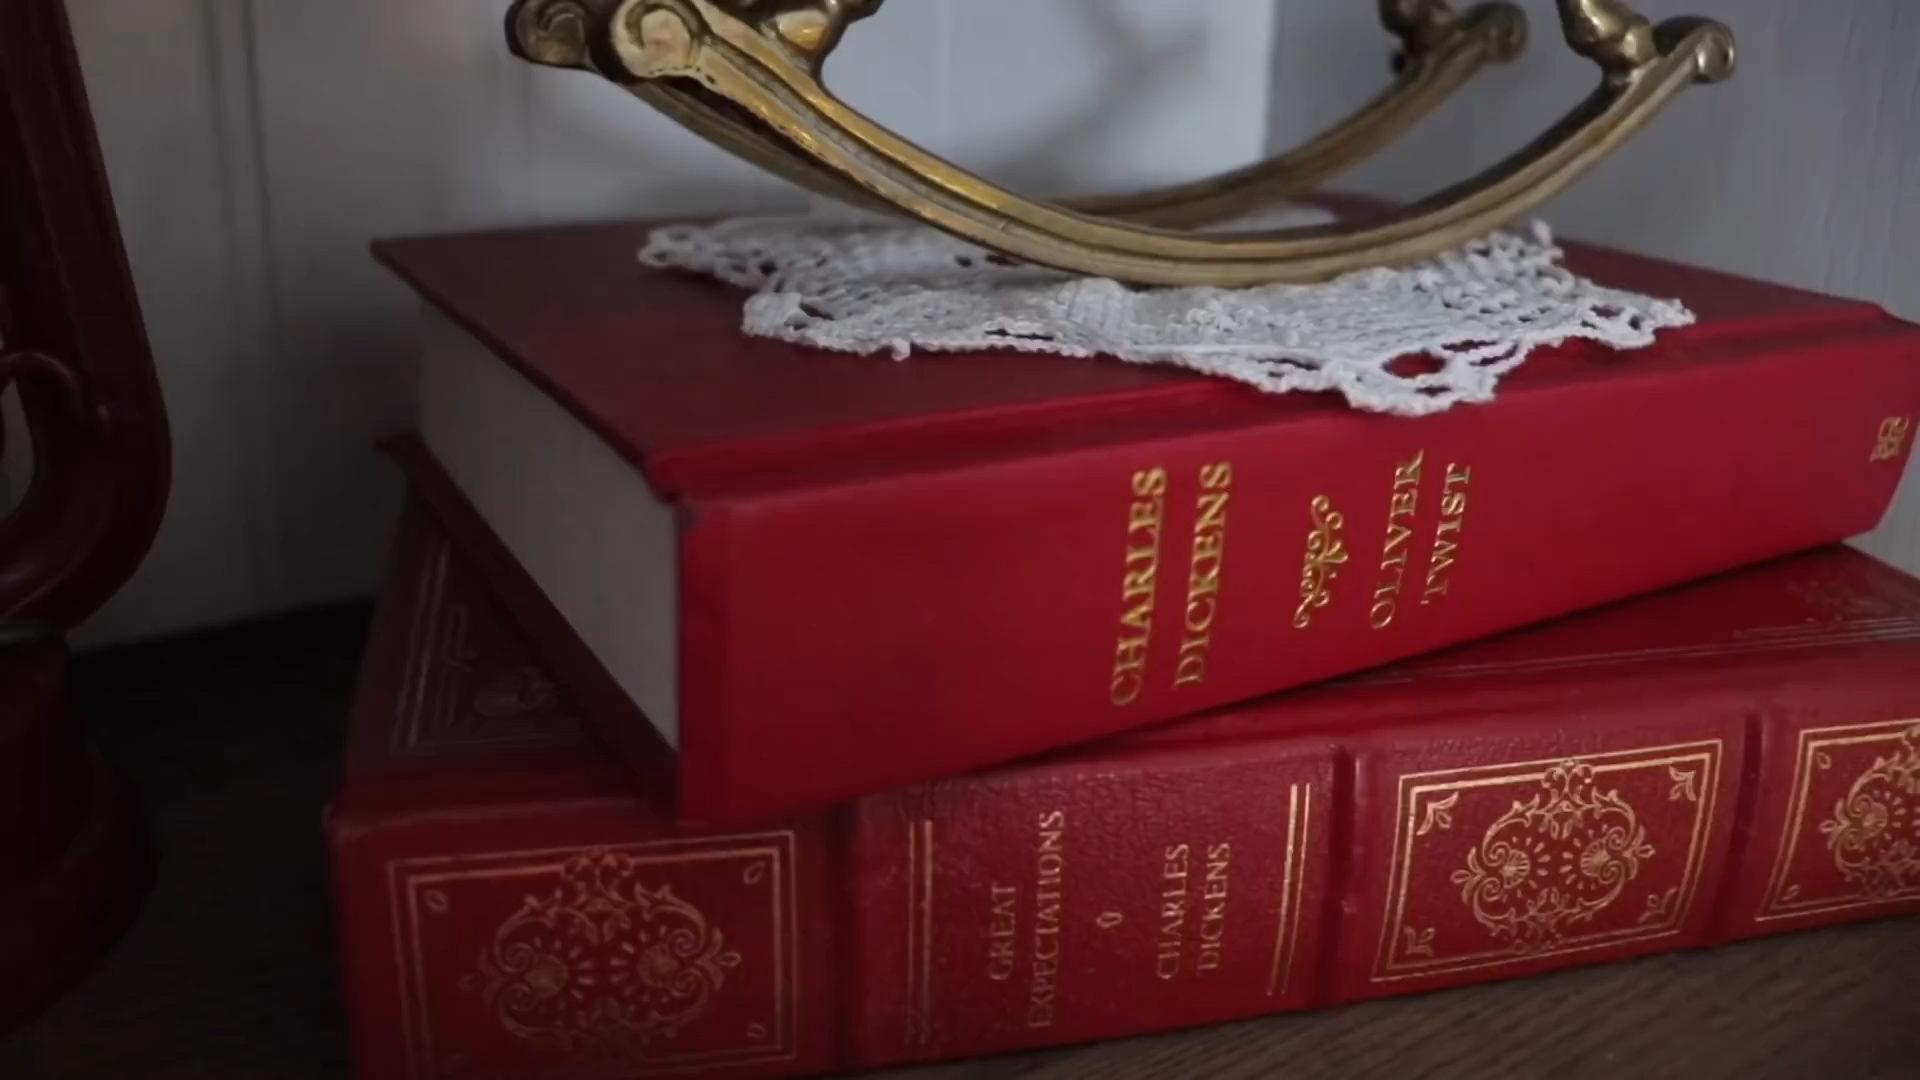 CHARLES
DICKENS
OLIVER
TWIST
GREAT
EXPECTATIONS
CHARLES
DICKENS